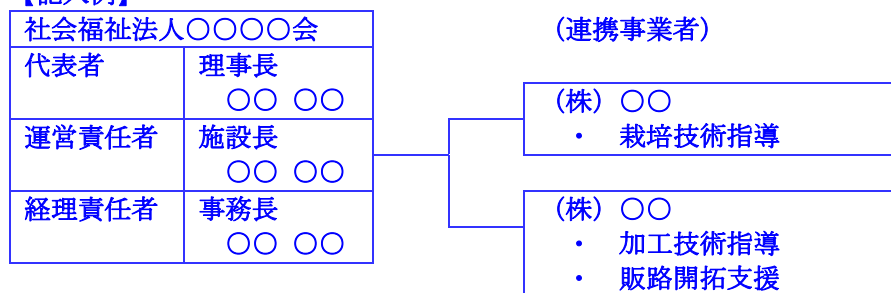 【記入例】
社会福祉法人〇〇〇〇会
代表者
理事長
〇〇 〇〇
運営責任者
施設長
〇〇 〇〇
経理責任者
事務長
〇〇 〇〇
（連携事業者）
（株）〇〇
・ 栽培技術指導
（株）〇〇
・ 加工技術指導
・ 販路開拓支援